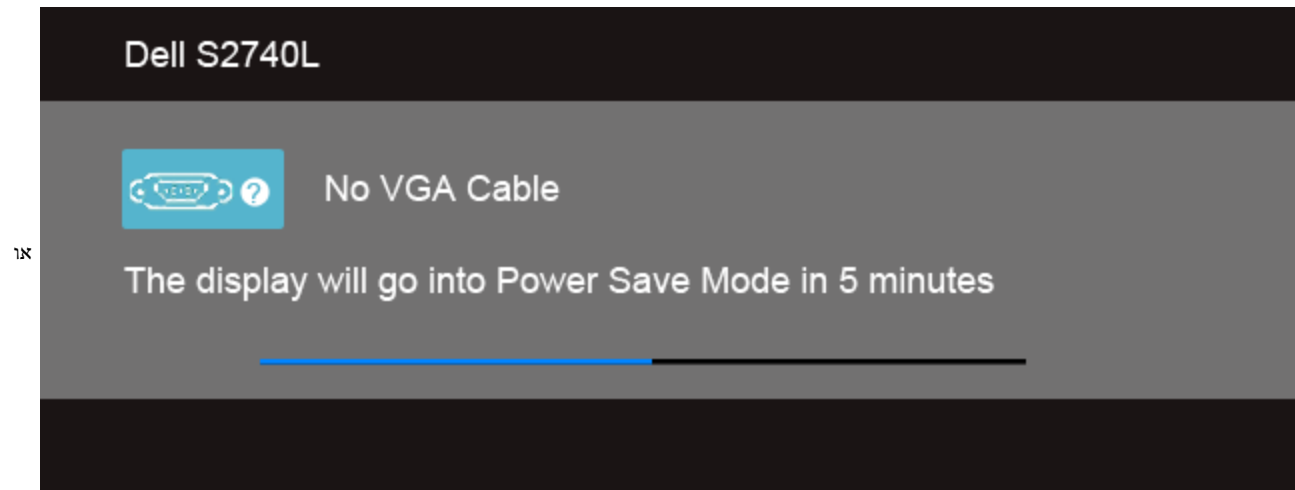 Dell S2740L
No VGA Cable
או
The display will go into Power Save Mode in 5 minutes